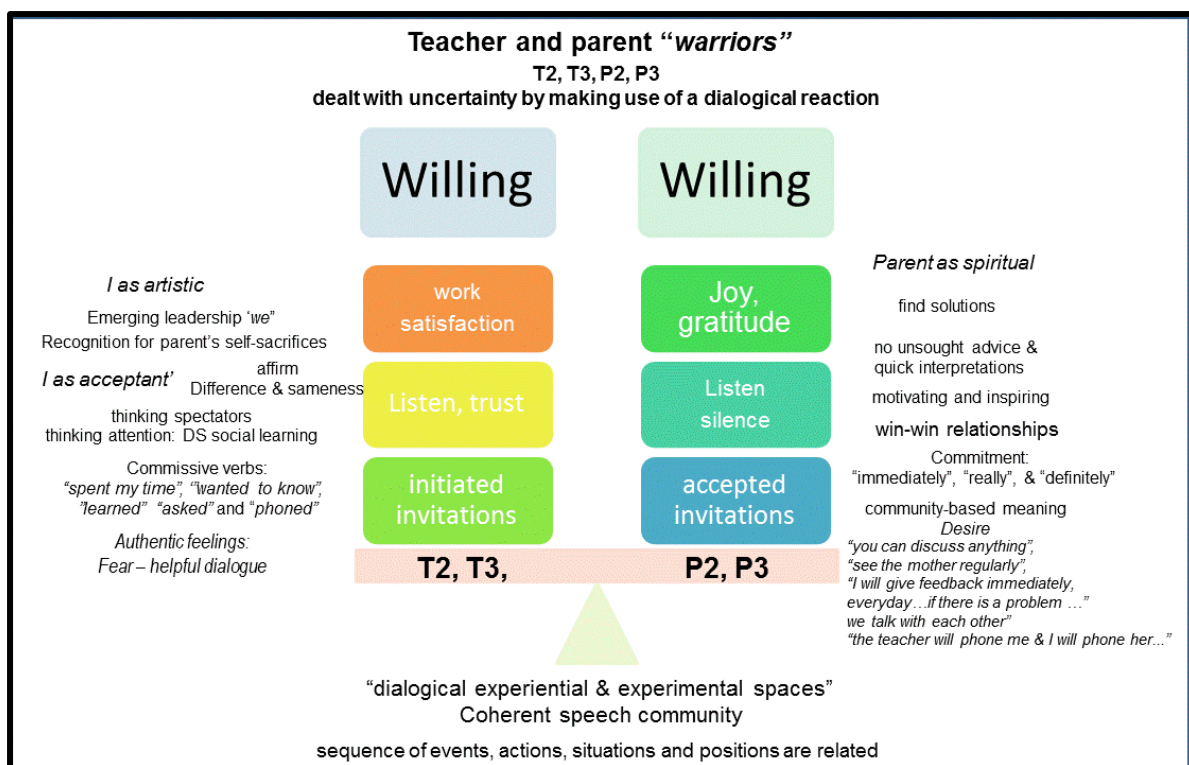 Teacher and parent “warriors”
T2, T3, P2, P3
dealt with uncertainty by making use of a dialogical reaction
Willing
Willing
I as artistic
Emerging leadership ‘we”
Recognition for parent’s self-sacrifices
I as acceptant’
affirm
Difference & sameness
thinking spectators
thinking attention: DS social learning
Commissive verbs:
“spent my time”, “’wanted to know”,
”learned” “asked” and “phoned”
Authentic feelings:
Fear – helpful dialogue
work
satisfaction
Listen, trust
initiated
invitations
T2, T3,
Joy,
gratitude
Listen
silence
accepted
invitations
P2, P3
Parent as spiritual
find solutions
no unsought advice &
quick interpretations
motivating and inspiring
win-win relationships
Commitment:
“immediately”, “really”, & “definitely”
community-based meaning
Desire
“you can discuss anything”,
“see the mother regularly”,
“I will give feedback immediately,
everyday…if there is a problem …”
we talk with each other”
“the teacher will phone me & I will phone her...”
“dialogical experiential & experimental spaces”
Coherent speech community
sequence of events, actions, situations and positions are related